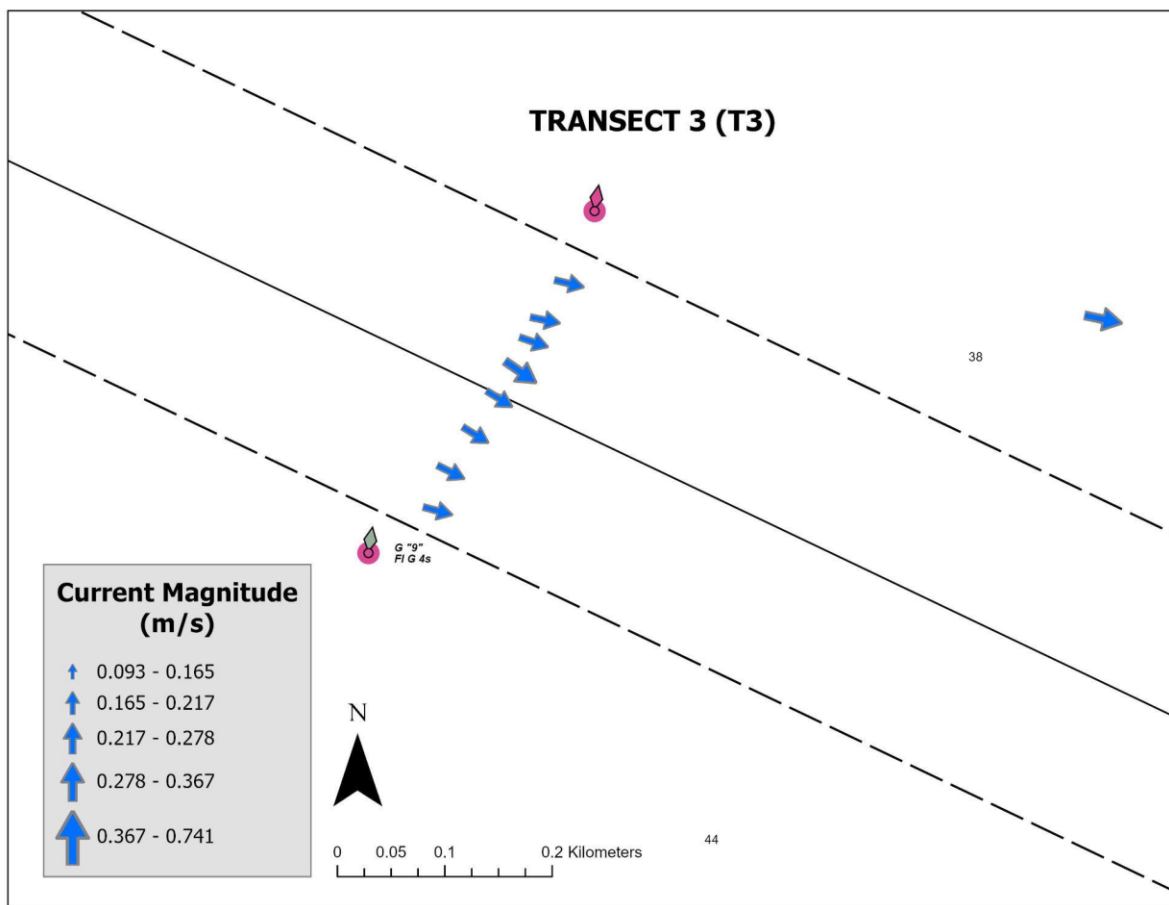 TRANSECT 3 (T3)
38
G "9"
Fl G 4s
Current Magnitude
(m/s)
0.093 - 0.165
0.165 - 0.217
0.217 - 0.278
0.278 - 0.367
0.367 - 0.741
N
0 0.05 0.1 0.2 Kilometers
44